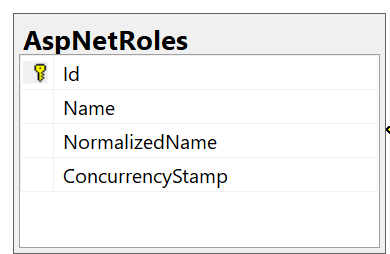 AspNetRoles
Id
Name
NormalizedName
ConcurrencyStamp